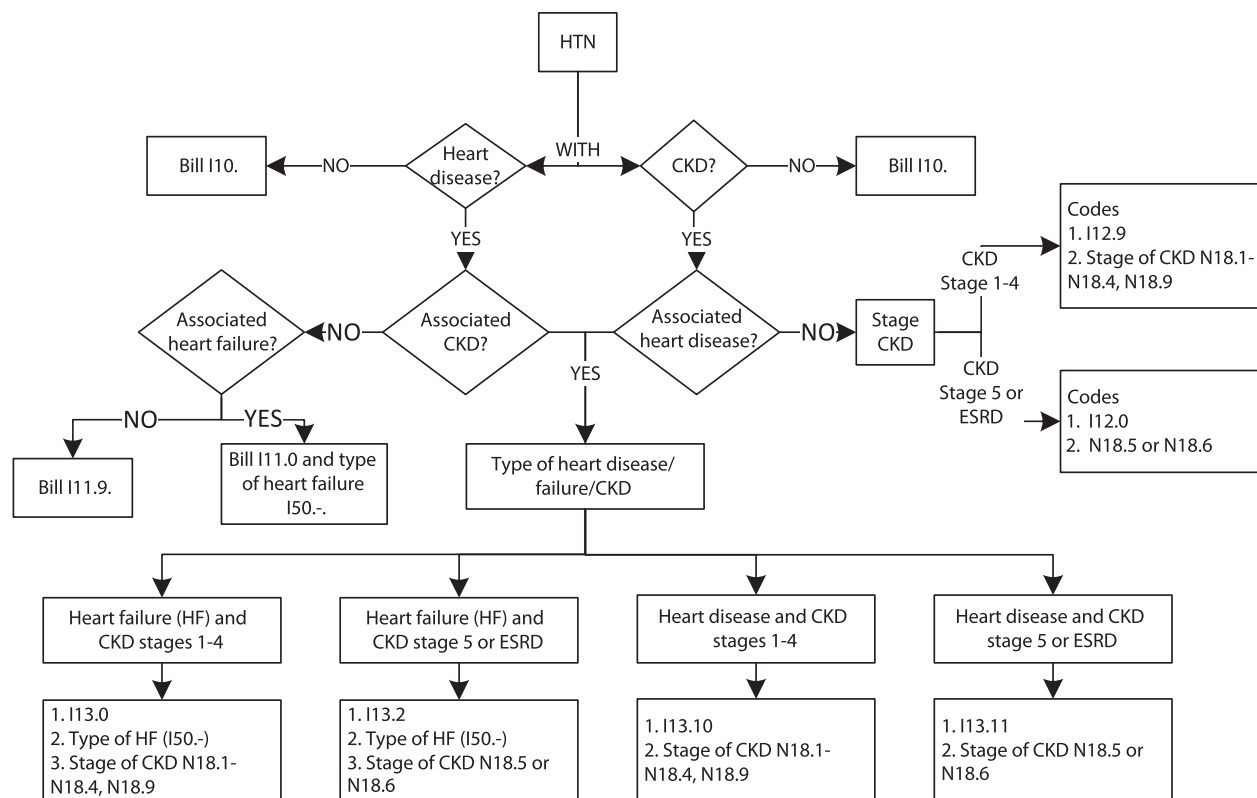 HTN
Bill I10.
NO
Heart
disease?
WITH
CKD?
NO
Bill I10.
YES
YES
Codes
1. I12.9
2. Stage of CKD N18.1-
N18.4, N18.9
CKD
Stage 1-4
Associated
heart failure?
NO
Associated
CKD?
YES
Associated
heart disease?
NO
Stage
CKD
CKD
Stage 5 or
ESRD
Codes
1. I12.0
2. N18.5 or N18.6
NO
YES
Bill I11.9.
Bill I11.0 and type
of heart failure
I50.-.
Type of heart disease/
failure/CKD
Heart failure (HF) and
CKD stages 1-4
Heart failure (HF) and
CKD stage 5 or ESRD
Heart disease and CKD
stages 1-4
Heart disease and CKD
stage 5 or ESRD
1. I13.0
2. Type of HF (I50.-)
3. Stage of CKD N18.1-
N18.4, N18.9
1. I13.2
2. Type of HF (I50.-)
3. Stage of CKD N18.5 or
N18.6
1. I13.10
2. Stage of CKD N18.1-
N18.4, N18.9
1. I13.11
2. Stage of CKD N18.5 or
N18.6